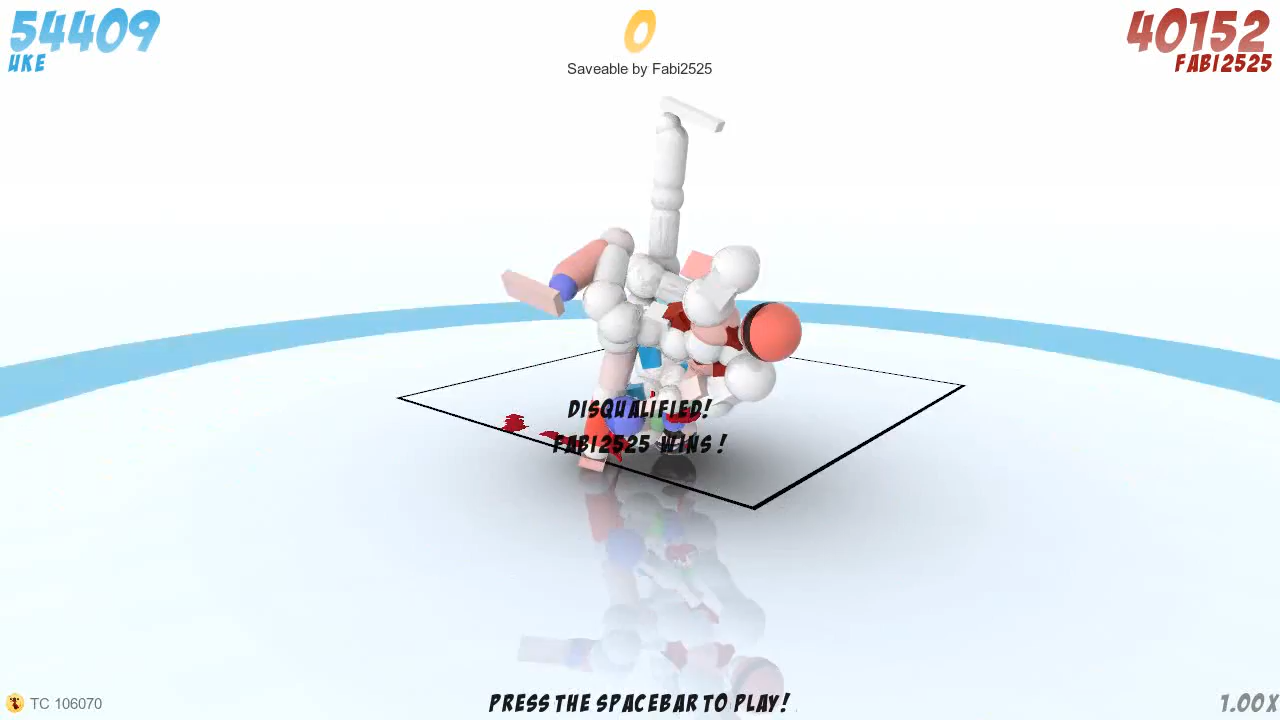 54409
UKE
0
Saveable by Fabi2525
40152
FABI2525
DISQUALIFIED!
FABI2525 WINS!
TC 106070
PRESS THE SPACEBAR TO PLAY!
1.00X